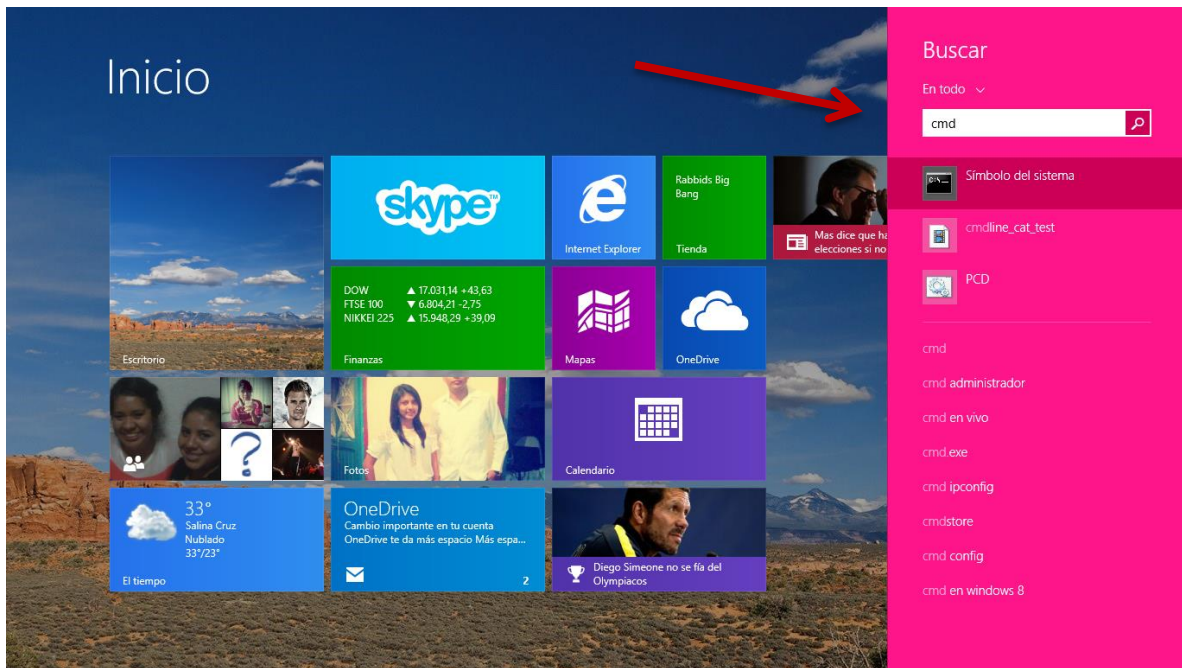 Inicio
Escritorio
skype™
Internet Explorer
Rabbids Big
Bang
Tienda
Mas dice que ha
elecciones si no
DOW ▲ 17.031,14 +43,63
FTSE 100 ▼ 6.804,21 -2,75
NIKKEI 225 ▲ 15.948,29 +39,09
Finanzas
Mapas
OneDrive
?
Fotos
Calendario
33°
Salina Cruz
Nublado
33°/23°
El tiempo
OneDrive
Cambio importante en tu cuenta
OneDrive te da más espacio Más espa...
2
Diego Simeone no se fía del
Olympiacos
Buscar
En todo
cmd
C:\_
Símbolo del sistema
cmdline_cat_test
PCD
cmd
cmd administrador
cmd en vivo
cmd.exe
cmd ipconfig
cmdstore
cmd config
cmd en windows 8